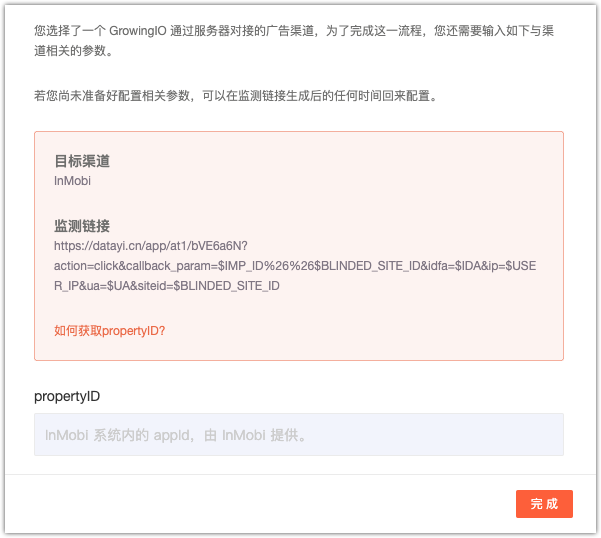 您选择了一个 GrowingIO 通过服务器对接的广告渠道，为了完成这一流程，您还需要输入如下与渠
道相关的参数。
若您尚未准备好配置相关参数，可以在监测链接生成后的任何时间回来配置。
目标渠道
InMobi
监测链接
https://datayi.cn/app/at1/bVE6a6N?
action=click&callback_param=$IMP_ID%26%26$BLINDED_SITE_ID&idfa=$IDA&ip=$USE
R_IP&ua=$UA&siteid=$BLINDED_SITE_ID
如何获取propertyID?
propertyID
InMobi 系统内的 appId，由 InMobi 提供。
完 成